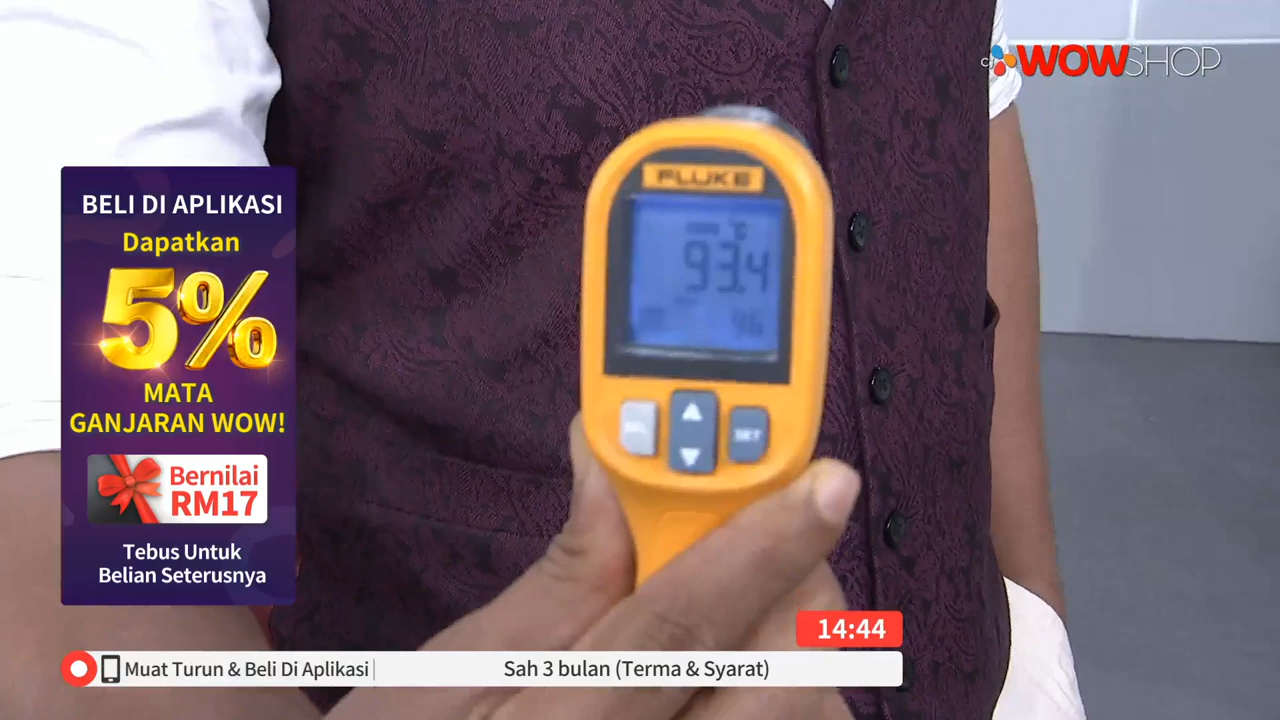 CJ WOWSHOP
BELI DI APLIKASI
Dapatkan
5%
MATA
GANJARAN WOW!
Bernilai
RM17
Tebus Untuk
Belian Seterusnya
FLUKE
°C
93.4
SET
14:44
Muat Turun & Beli Di Aplikasi
Sah 3 bulan (Terma & Syarat)